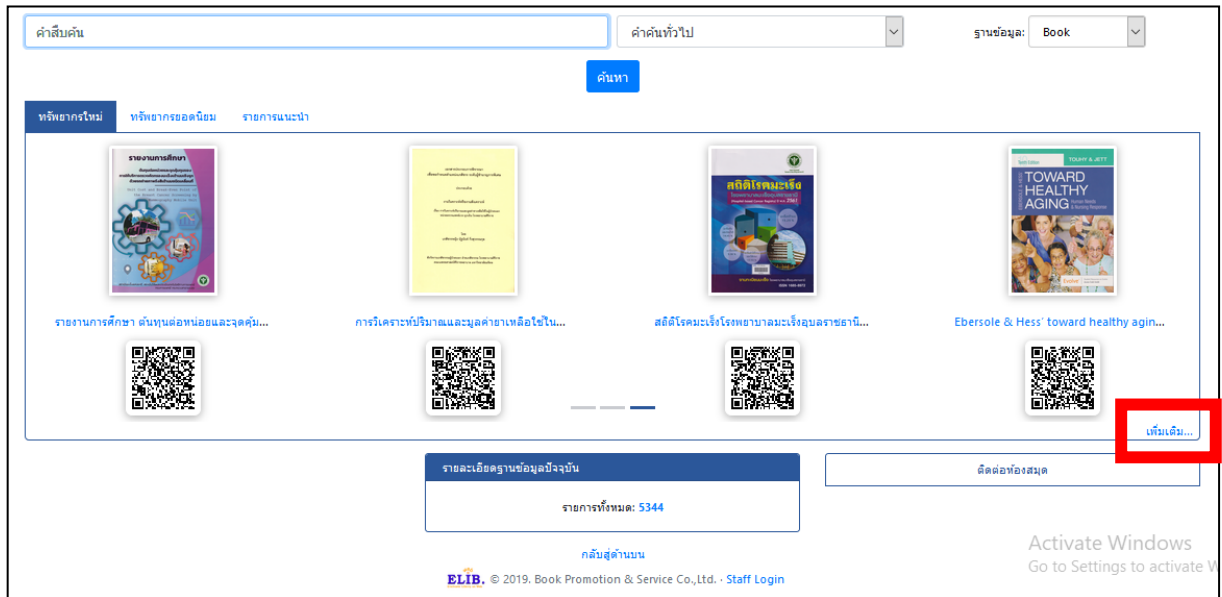 คำสืบค้น
คำค้นทั่วไป
ฐานข้อมูล:
Book
ค้นหา
ทรัพยากรใหม่
ทรัพยากรยอดนิยม
รายการแนะนำ
รายงานการศึกษา
สถิติโรคมะเร็ง
TOUHY & JETT
TOWARD
HEALTHY
AGING
รายงานการศึกษา ต้นทุนต่อหน่อยและจุดคุ้ม...
การวิเคราะห์ปริมาณและมูลค่ายาเหลือใช้ใน...
สถิติโรคมะเร็งโรงพยาบาลมะเร็งอุบลราชธานี...
Ebersole & Hess' toward healthy agin...
เพิ่มเติม...
รายละเอียดฐานข้อมูลปัจจุบัน
ติดต่อห้องสมุด
รายการทั้งหมด: 5344
กลับสู่ด้านบน
ELIB. © 2019. Book Promotion & Service Co.,Ltd. · Staff Login
Activate Windows
Go to Settings to activate W